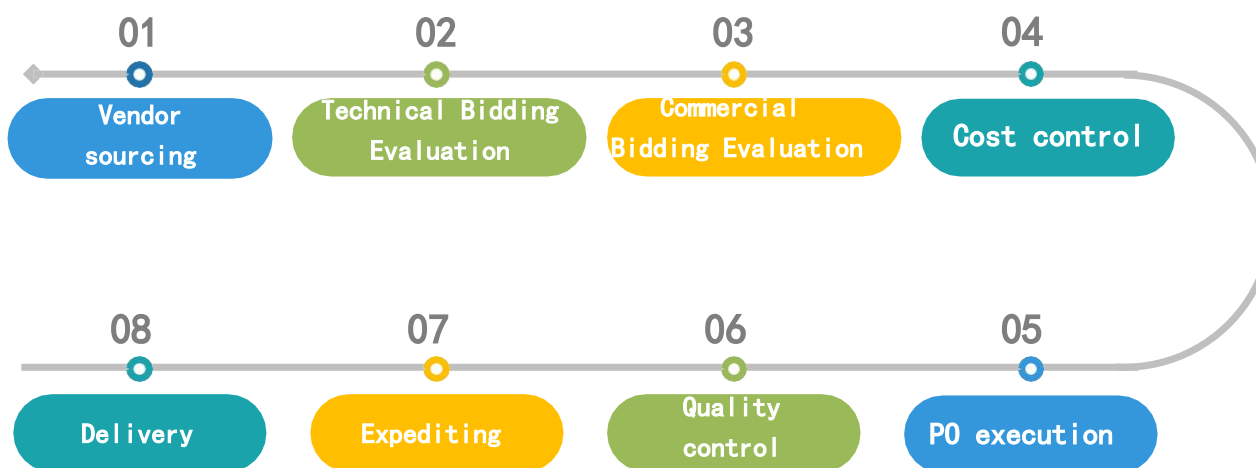 01
02
03
04
Vendor
sourcing
Technical Bidding
Evaluation
Commercial
Bidding Evaluation
Cost control
08
07
06
05
Delivery
Expediting
Quality
control
PO execution